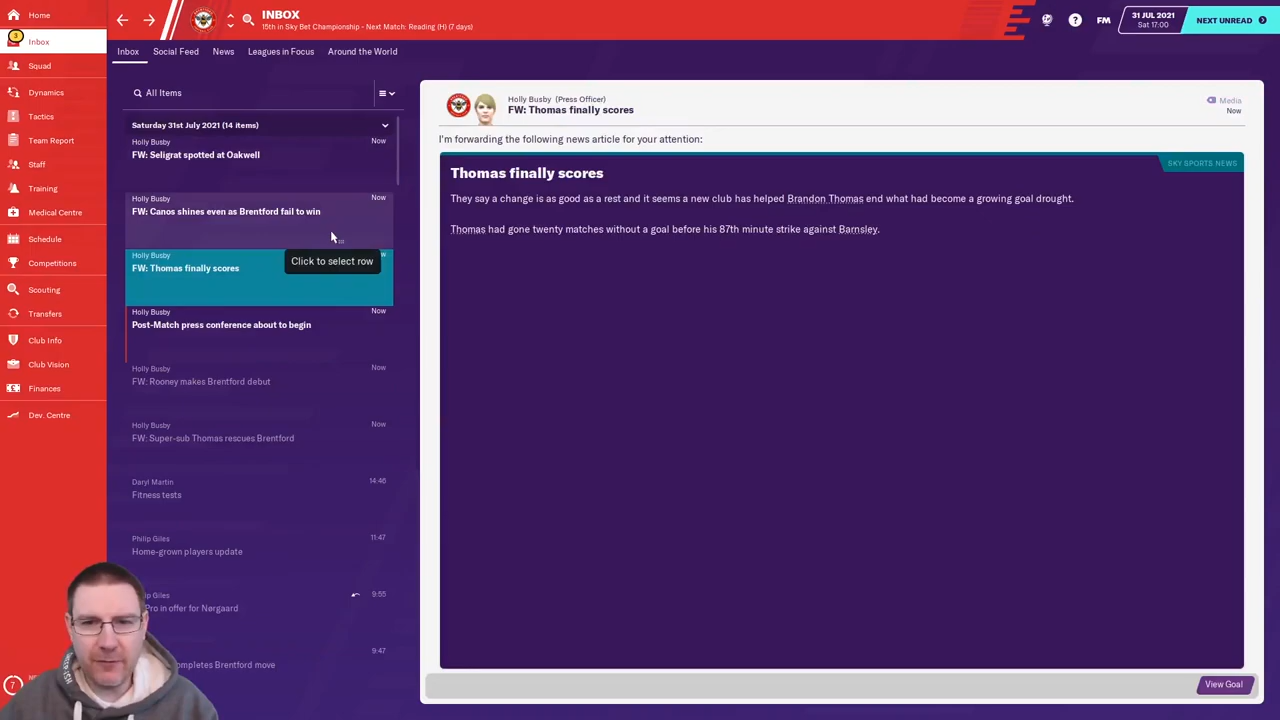 Home
3
Inbox
Squad
Dynamics
Tactics
Team Report
Staff
Training
Medical Centre
Schedule
Competitions
Scouting
Transfers
Club Info
Club Vision
Finances
Dev. Centre
7
INBOX
15th in Sky Bet Championship - Next Match: Reading (H) (7 days)
?
FM
31 JUL 2021
Sat 17:00
NEXT UNREAD
Inbox
Social Feed
News
Leagues in Focus
Around the World
All Items
Saturday 31st July 2021 (14 items)
Holly Busby
Now
FW: Seligrat spotted at Oakwell
Holly Busby
Now
FW: Canos shines even as Brentford fail to win
Holly Busby
FW: Thomas finally scores
Click to select row
Holly Busby
Now
Post-Match press conference about to begin
Holly Busby
Now
FW: Rooney makes Brentford debut
Holly Busby
Now
FW: Super-sub Thomas rescues Brentford
Daryl Martin
14:46
Fitness tests
Philip Giles
11:47
Home-grown players update
Giles
9:55
Pro in offer for Nørgaard
9:47
completes Brentford move
Holly Busby (Press Officer)
FW: Thomas finally scores
Media
Now
I'm forwarding the following news article for your attention:
SKY SPORTS NEWS
Thomas finally scores
They say a change is as good as a rest and it seems a new club has helped Brandon Thomas end what had become a growing goal drought.
Thomas had gone twenty matches without a goal before his 87th minute strike against Barnsley.
View Goal